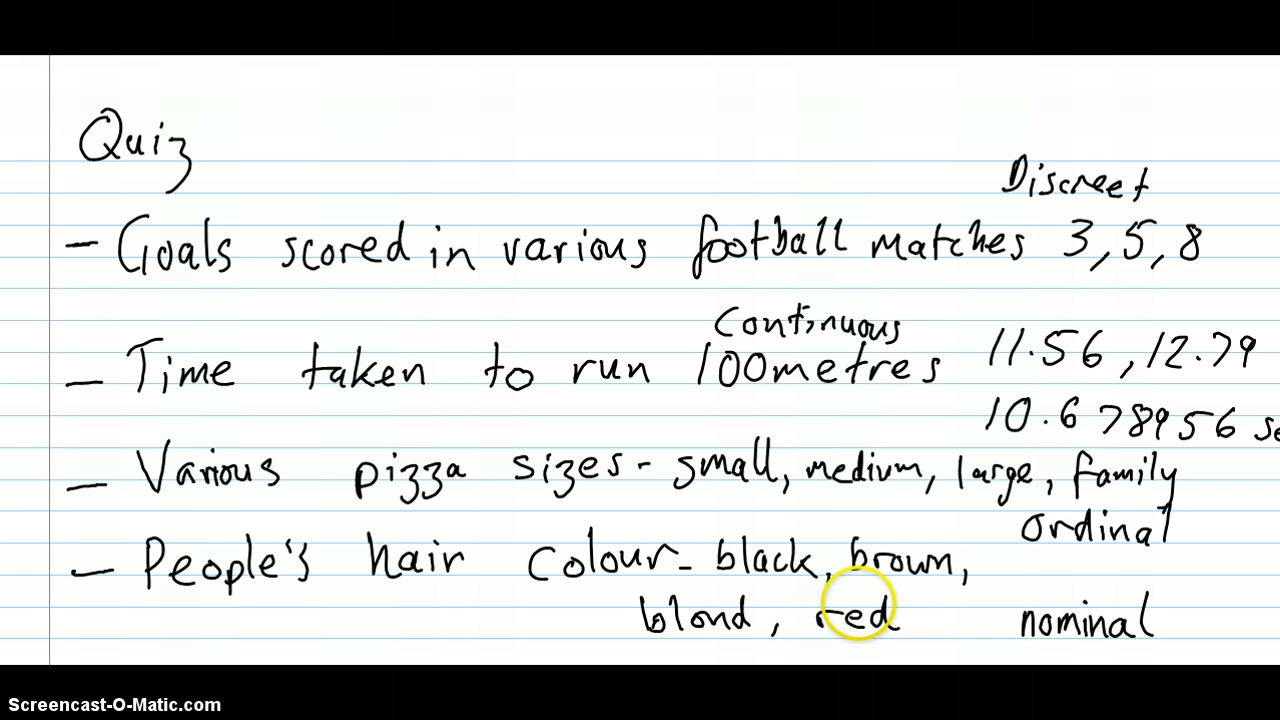 Quiz
Discreet
- Goals scored in various football matches 3, 5, 8
Continuous
- Time taken to run 100metres 11.56, 12.79
10.678956 se
- Various pizza sizes - small, medium, large, family
ordinal
- People's hair colour - black, brown,
blond, red nominal
Screencast-O-Matic.com